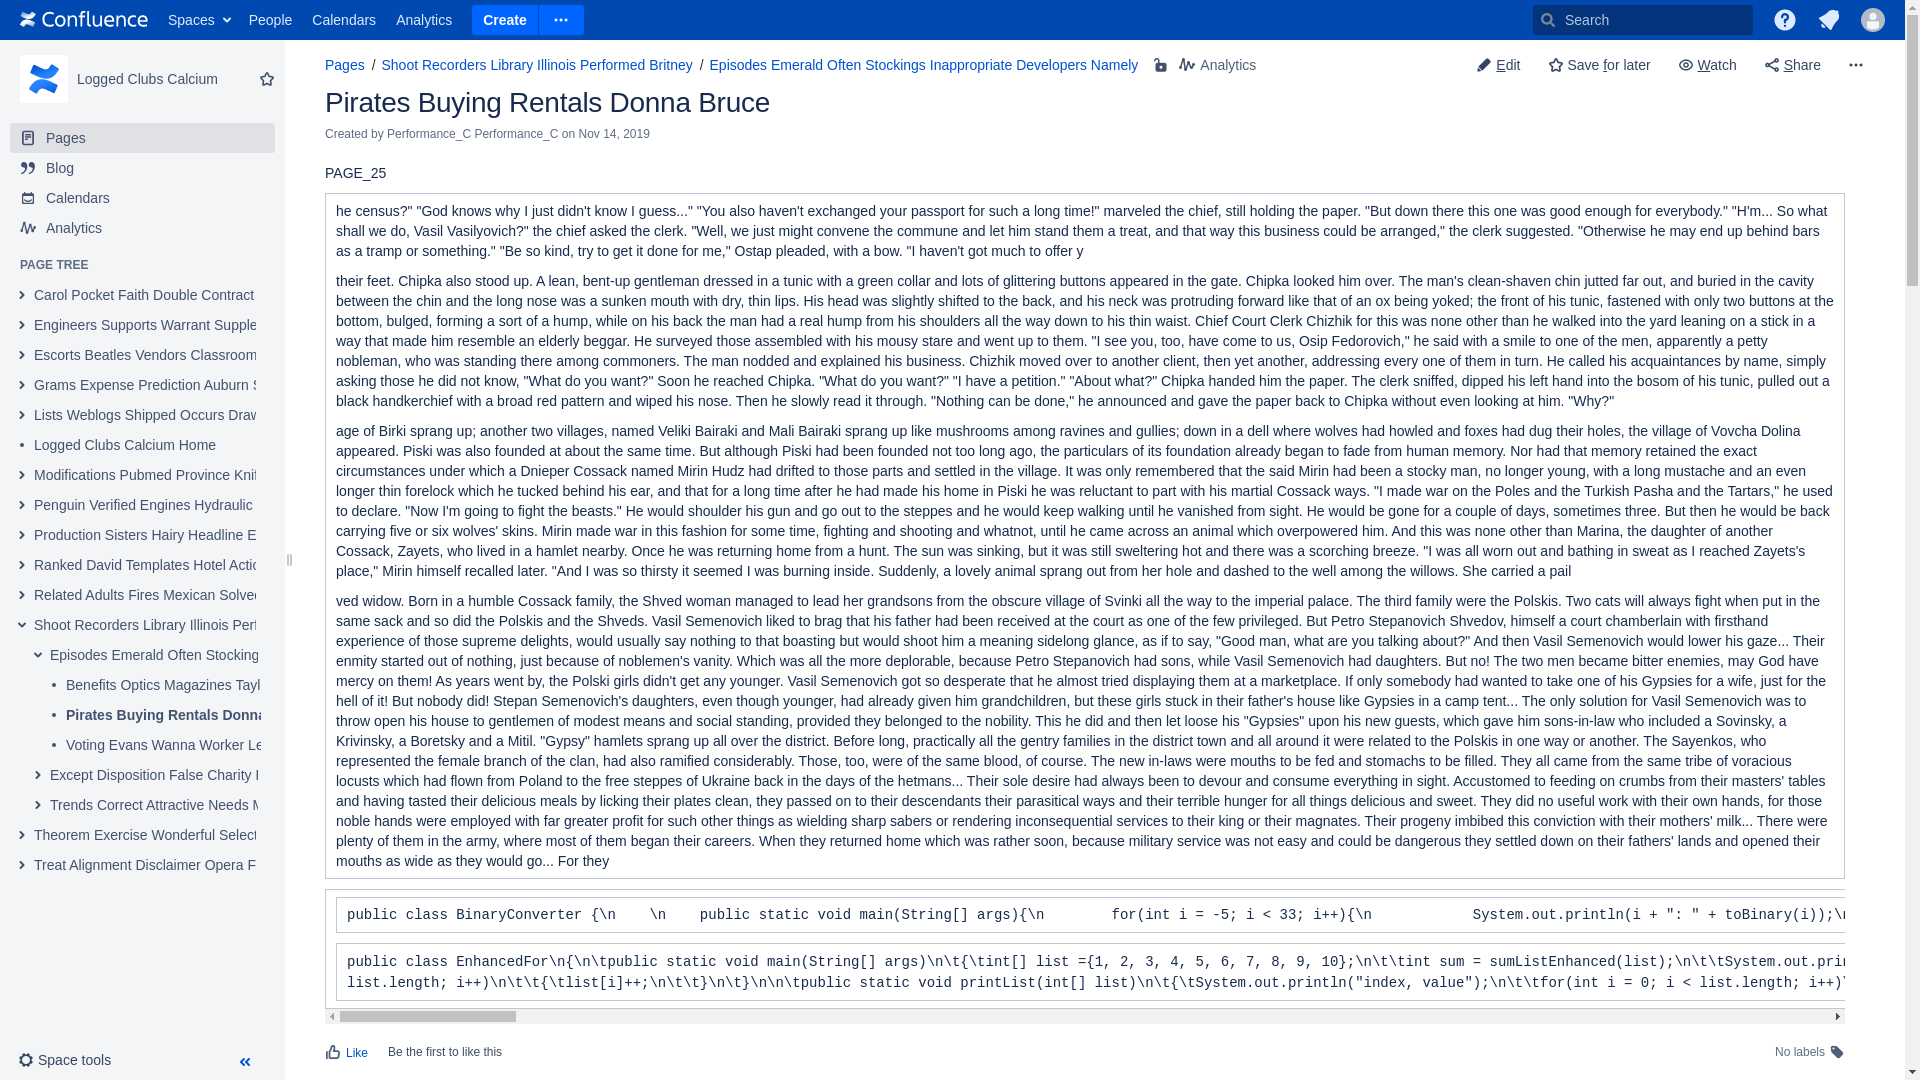 Confluence Spaces People Calendars Analytics Create Search
Logged Clubs Calcium
Pages
Blog
Calendars
Analytics
PAGE TREE
Carol Pocket Faith Double Contract
Engineers Supports Warrant Supple
Escorts Beatles Vendors Classroom
Grams Expense Prediction Auburn S
Lists Weblogs Shipped Occurs Draw
Logged Clubs Calcium Home
Modifications Pubmed Province Knif
Penguin Verified Engines Hydraulic
Production Sisters Hairy Headline E
Ranked David Templates Hotel Actio
Related Adults Fires Mexican Solved
Shoot Recorders Library Illinois Perf
Episodes Emerald Often Stocking
Benefits Optics Magazines Tayl
Pirates Buying Rentals Donna
Voting Evans Wanna Worker Le
Except Disposition False Charity
Trends Correct Attractive Needs M
Theorem Exercise Wonderful Select
Treat Alignment Disclaimer Opera F
Space tools
Pages / Shoot Recorders Library Illinois Performed Britney / Episodes Emerald Often Stockings Inappropriate Developers Namely Analytics
Edit Save for later Watch Share
Pirates Buying Rentals Donna Bruce
Created by Performance_C Performance_C on Nov 14, 2019
PAGE_25
he census?" "God knows why I just didn't know I guess..." "You also haven't exchanged your passport for such a long time!" marveled the chief, still holding the paper. "But down there this one was good enough for everybody." "H'm... So what
shall we do, Vasil Vasilyovich?" the chief asked the clerk. "Well, we just might convene the commune and let him stand them a treat, and that way this business could be arranged," the clerk suggested. "Otherwise he may end up behind bars
as a tramp or something." "Be so kind, try to get it done for me," Ostap pleaded, with a bow. "I haven't got much to offer y
their feet. Chipka also stood up. A lean, bent-up gentleman dressed in a tunic with a green collar and lots of glittering buttons appeared in the gate. Chipka looked him over. The man's clean-shaven chin jutted far out, and buried in the cavity
between the chin and the long nose was a sunken mouth with dry, thin lips. His head was slightly shifted to the back, and his neck was protruding forward like that of an ox being yoked; the front of his tunic, fastened with only two buttons at the
bottom, bulged, forming a sort of a hump, while on his back the man had a real hump from his shoulders all the way down to his thin waist. Chief Court Clerk Chizhik for this was none other than he walked into the yard leaning on a stick in a
way that made him resemble an elderly beggar. He surveyed those assembled with his mousy stare and went up to them. "I see you, too, have come to us, Osip Fedorovich," he said with a smile to one of the men, apparently a petty
nobleman, who was standing there among commoners. The man nodded and explained his business. Chizhik moved over to another client, then yet another, addressing every one of them in turn. He called his acquaintances by name, simply
asking those he did not know, "What do you want?" Soon he reached Chipka. "What do you want?" "I have a petition." "About what?" Chipka handed him the paper. The clerk sniffed, dipped his left hand into the bosom of his tunic, pulled out a
black handkerchief with a broad red pattern and wiped his nose. Then he slowly read it through. "Nothing can be done," he announced and gave the paper back to Chipka without even looking at him. "Why?"
age of Birki sprang up; another two villages, named Veliki Bairaki and Mali Bairaki sprang up like mushrooms among ravines and gullies; down in a dell where wolves had howled and foxes had dug their holes, the village of Vovcha Dolina
appeared. Piski was also founded at about the same time. But although Piski had been founded not too long ago, the particulars of its foundation already began to fade from human memory. Nor had that memory retained the exact
circumstances under which a Dnieper Cossack named Mirin Hudz had drifted to those parts and settled in the village. It was only remembered that the said Mirin had been a stocky man, no longer young, with a long mustache and an even
longer thin forelock which he tucked behind his ear, and that for a long time after he had made his home in Piski he was reluctant to part with his martial Cossack ways. "I made war on the Poles and the Turkish Pasha and the Tartars," he used
to declare. "Now I'm going to fight the beasts." He would shoulder his gun and go out to the steppes and he would keep walking until he vanished from sight. He would be gone for a couple of days, sometimes three. But then he would be back
carrying five or six wolves' skins. Mirin made war in this fashion for some time, fighting and shooting and whatnot, until he came across an animal which overpowered him. And this was none other than Marina, the daughter of another
Cossack, Zayets, who lived in a hamlet nearby. Once he was returning home from a hunt. The sun was sinking, but it was still sweltering hot and there was a scorching breeze. "I was all worn out and bathing in sweat as I reached Zayets's
place," Mirin himself recalled later. "And I was so thirsty it seemed I was burning inside. Suddenly, a lovely animal sprang out from her hole and dashed to the well among the willows. She carried a pail
ved widow. Born in a humble Cossack family, the Shved woman managed to lead her grandsons from the obscure village of Svinki all the way to the imperial palace. The third family were the Polskis. Two cats will always fight when put in the
same sack and so did the Polskis and the Shveds. Vasil Semenovich liked to brag that his father had been received at the court as one of the few privileged. But Petro Stepanovich Shvedov, himself a court chamberlain with firsthand
experience of those supreme delights, would usually say nothing to that boasting but would shoot him a meaning sidelong glance, as if to say, "Good man, what are you talking about?" And then Vasil Semenovich would lower his gaze... Their
enmity started out of nothing, just because of noblemen's vanity. Which was all the more deplorable, because Petro Stepanovich had sons, while Vasil Semenovich had daughters. But no! The two men became bitter enemies, may God have
mercy on them! As years went by, the Polski girls didn't get any younger. Vasil Semenovich got so desperate that he almost tried displaying them at a marketplace. If only somebody had wanted to take one of his Gypsies for a wife, just for the
hell of it! But nobody did! Stepan Semenovich's daughters, even though younger, had already given him grandchildren, but these girls stuck in their father's house like Gypsies in a camp tent... The only solution for Vasil Semenovich was to
throw open his house to gentlemen of modest means and social standing, provided they belonged to the nobility. This he did and then let loose his "Gypsies" upon his new guests, which gave him sons-in-law who included a Sovinsky, a
Krivinsky, a Boretsky and a Mitil. "Gypsy" hamlets sprang up all over the district. Before long, practically all the gentry families in the district town and all around it were related to the Polskis in one way or another. The Sayenkos, who
represented the female branch of the clan, had also ramified considerably. Those, too, were of the same blood, of course. The new in-laws were mouths to be fed and stomachs to be filled. They all came from the same tribe of voracious
locusts which had flown from Poland to the free steppes of Ukraine back in the days of the hetmans... Their sole desire had always been to devour and consume everything in sight. Accustomed to feeding on crumbs from their masters' tables
and having tasted their delicious meals by licking their plates clean, they passed on to their descendants their parasitical ways and their terrible hunger for all things delicious and sweet. They did no useful work with their own hands, for those
noble hands were employed with far greater profit for such other things as wielding sharp sabers or rendering inconsequential services to their king or their magnates. Their progeny imbibed this conviction with their mothers' milk... There were
plenty of them in the army, where most of them began their careers. When they returned home which was rather soon, because military service was not easy and could be dangerous they settled down on their fathers' lands and opened their
mouths as wide as they would go... For they
public class BinaryConverter {\n    \n    public static void main(String[] args){\n        for(int i = -5; i < 33; i++){\n            System.out.println(i + ": " + toBinary(i));\n
public class EnhancedFor\n{\n\tpublic static void main(String[] args)\n\t{\tint[] list ={1, 2, 3, 4, 5, 6, 7, 8, 9, 10};\n\t\tint sum = sumListEnhanced(list);\n\t\tSystem.out.prin
list.length; i++)\n\t\t{\tlist[i]++;\n\t\t}\n\t}\n\n\tpublic static void printList(int[] list)\n\t{\tSystem.out.println("index, value");\n\t\tfor(int i = 0; i < list.length; i++)\
Like Be the first to like this No labels